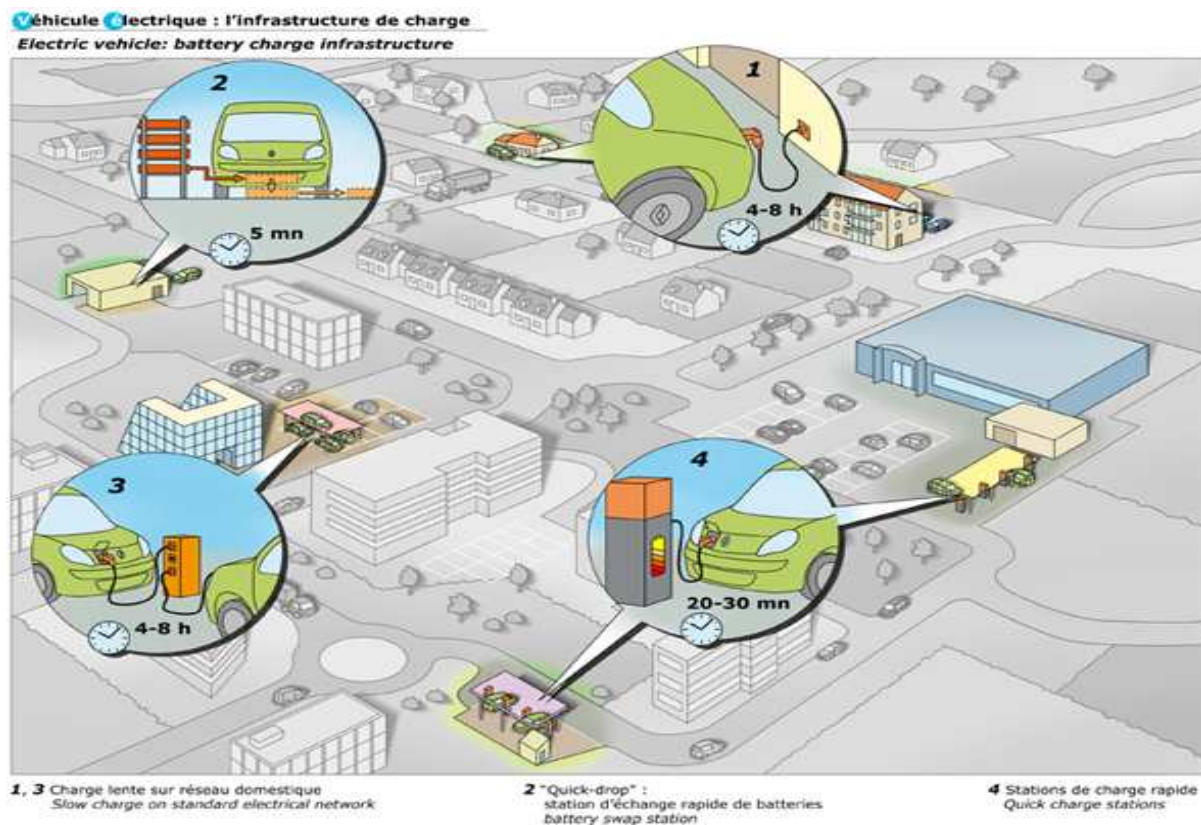 Véhicule électrique : l'infrastructure de charge
Electric vehicle: battery charge infrastructure
2
5 mn
1
4-8 h
3
4-8 h
4
20-30 mn
1, 3 Charge lente sur réseau domestique
Slow charge on standard electrical network
2 "Quick-drop" :
station d'échange rapide de batteries
battery swap station
4 Stations de charge rapide
Quick charge stations